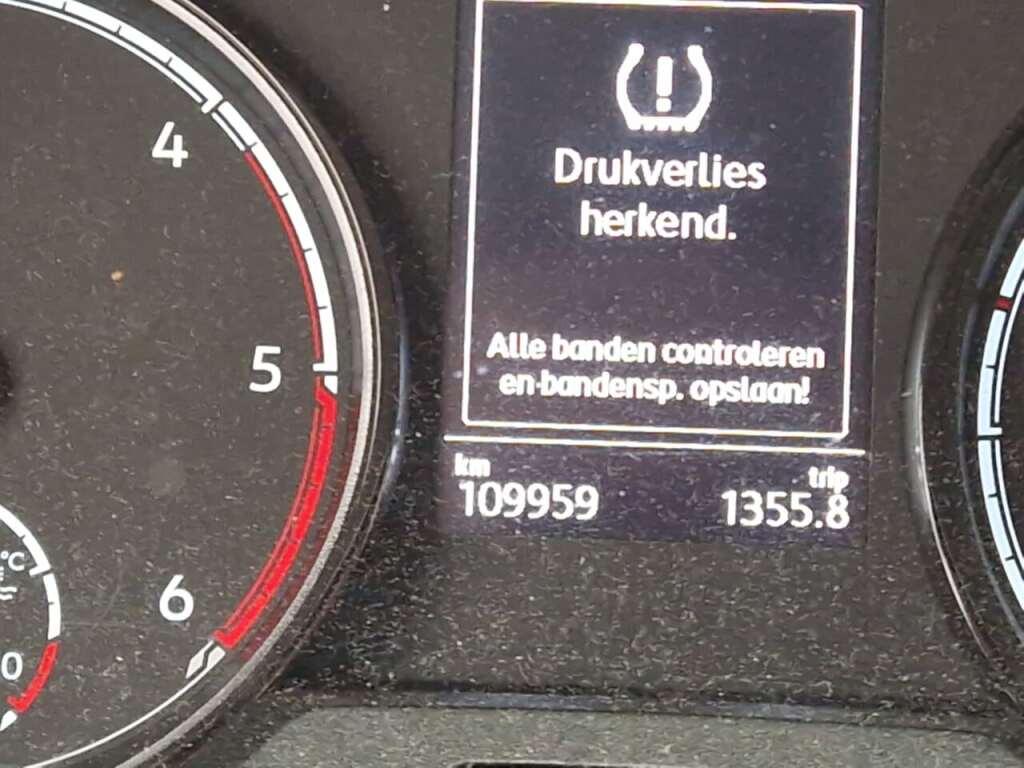 4
5
6
°C
0
!
Drukverlies
herkend.
Alle banden controleren
en bandensp. opslaan!
km trip
109959 1355.8